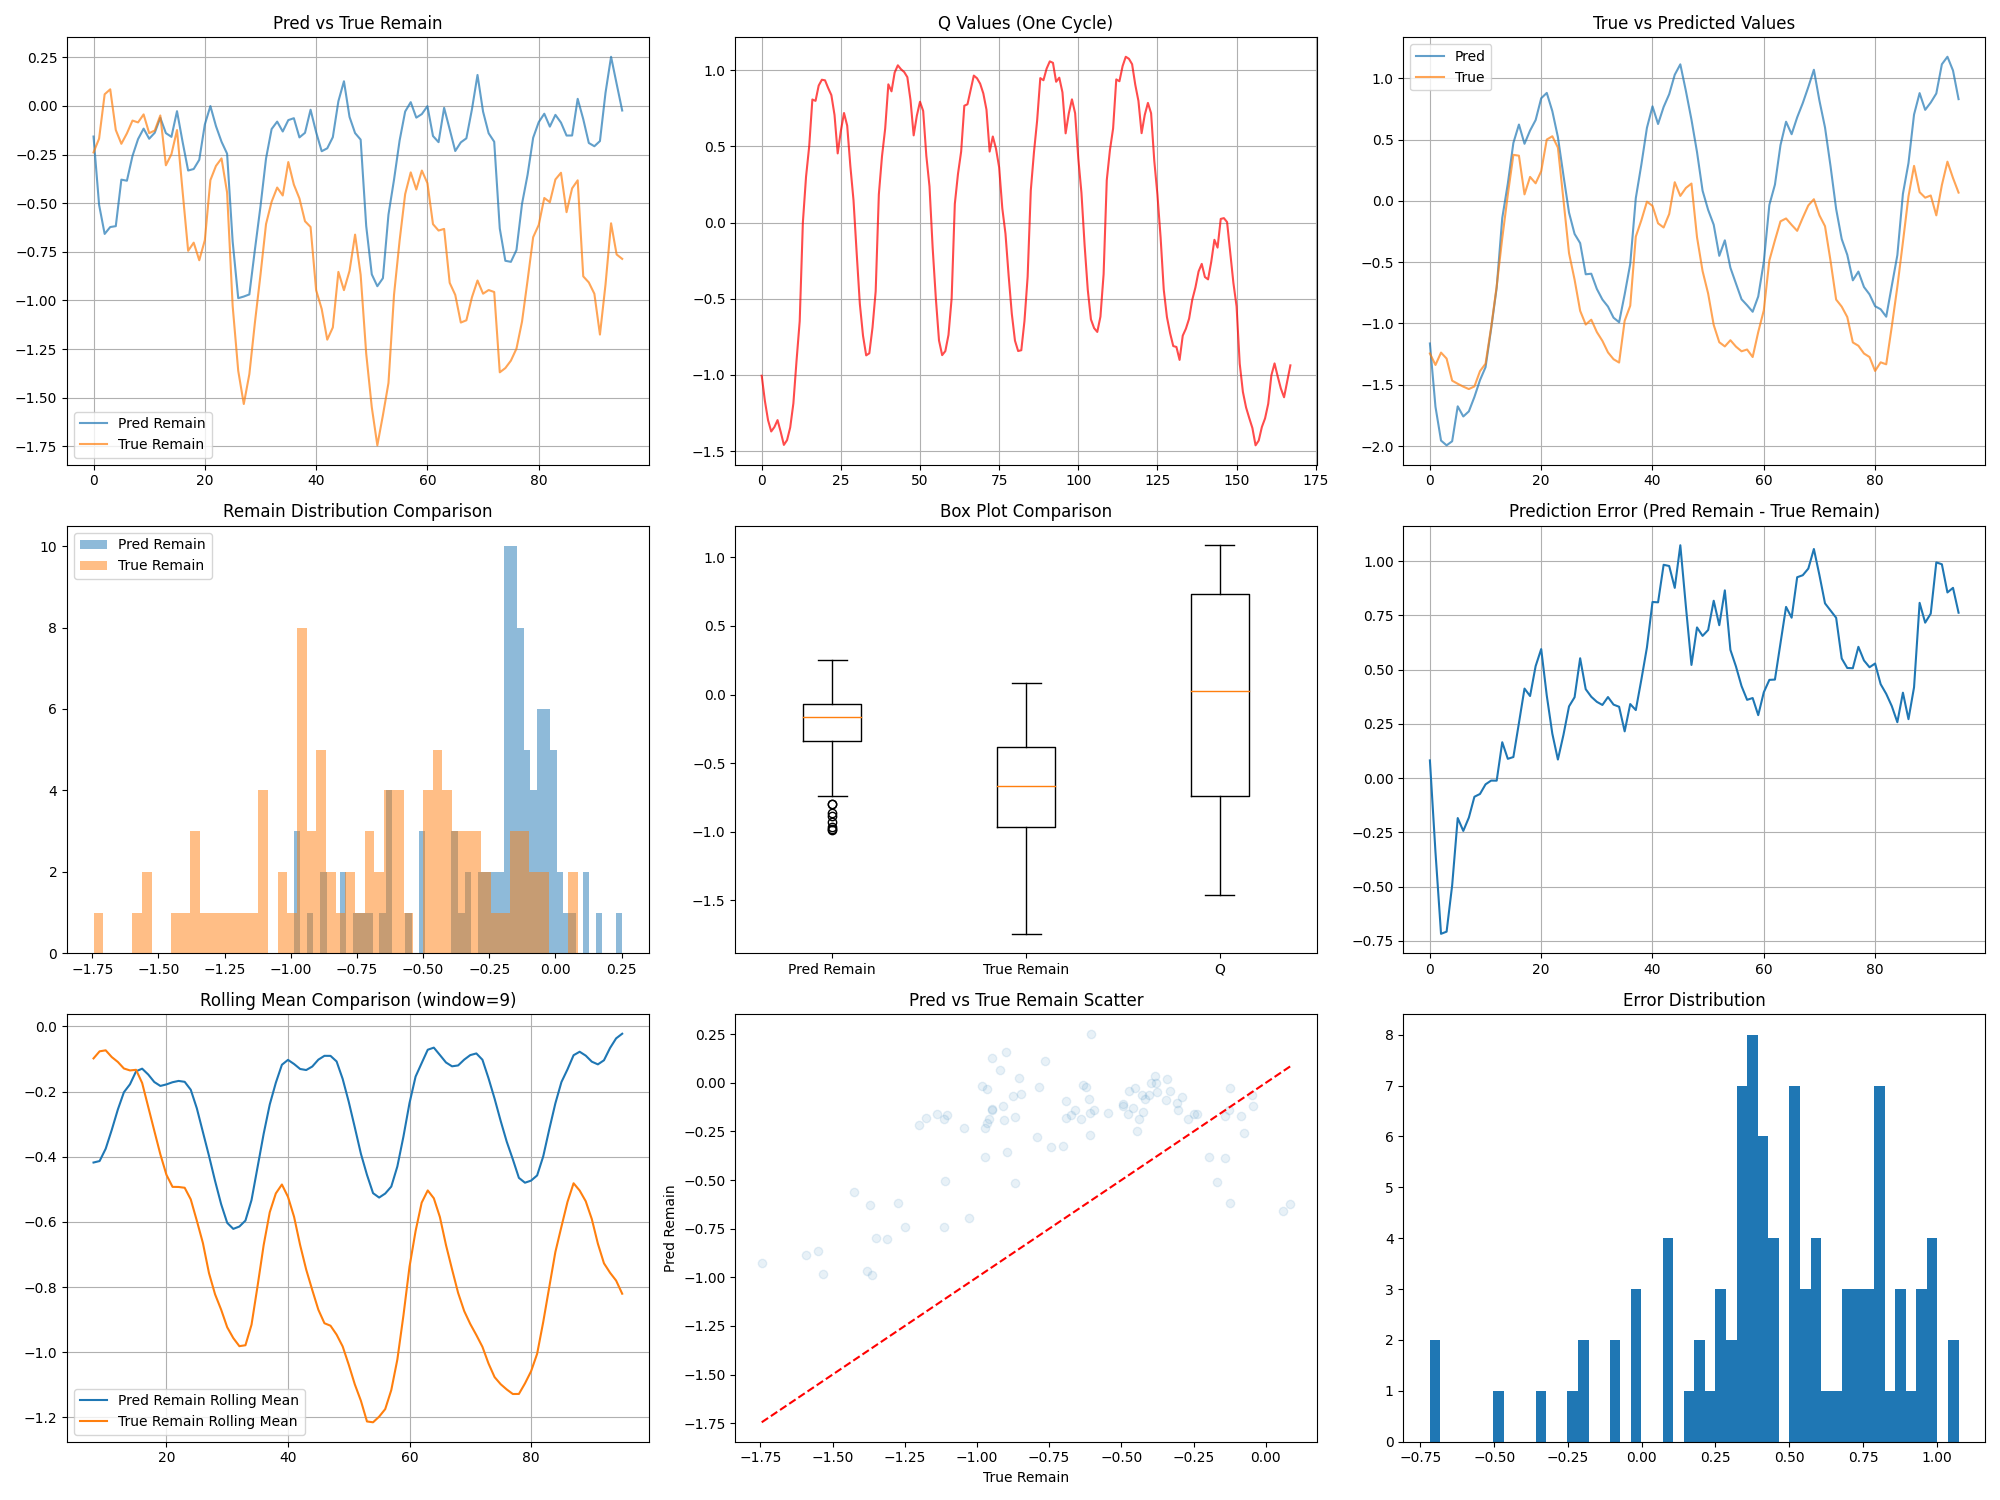 Pred vs True Remain
0.25
0.00
−0.25
−0.50
−0.75
−1.00
−1.25
−1.50
−1.75
Pred Remain
True Remain
0 20 40 60 80
Q Values (One Cycle)
1.0
0.5
0.0
−0.5
−1.0
−1.5
0 25 50 75 100 125 150 175
True vs Predicted Values
Pred
True
1.0
0.5
0.0
−0.5
−1.0
−1.5
−2.0
0 20 40 60 80
Remain Distribution Comparison
Pred Remain
True Remain
10
8
6
4
2
0
−1.75 −1.50 −1.25 −1.00 −0.75 −0.50 −0.25 0.00 0.25
Box Plot Comparison
1.0
0.5
0.0
−0.5
−1.0
−1.5
Pred Remain True Remain Q
Prediction Error (Pred Remain - True Remain)
1.00
0.75
0.50
0.25
0.00
−0.25
−0.50
−0.75
0 20 40 60 80
Rolling Mean Comparison (window=9)
0.0
−0.2
−0.4
−0.6
−0.8
−1.0
−1.2
Pred Remain Rolling Mean
True Remain Rolling Mean
20 40 60 80
Pred vs True Remain Scatter
Pred Remain
0.25
0.00
−0.25
−0.50
−0.75
−1.00
−1.25
−1.50
−1.75
−1.75 −1.50 −1.25 −1.00 −0.75 −0.50 −0.25 0.00
True Remain
Error Distribution
8
7
6
5
4
3
2
1
0
−0.75 −0.50 −0.25 0.00 0.25 0.50 0.75 1.00